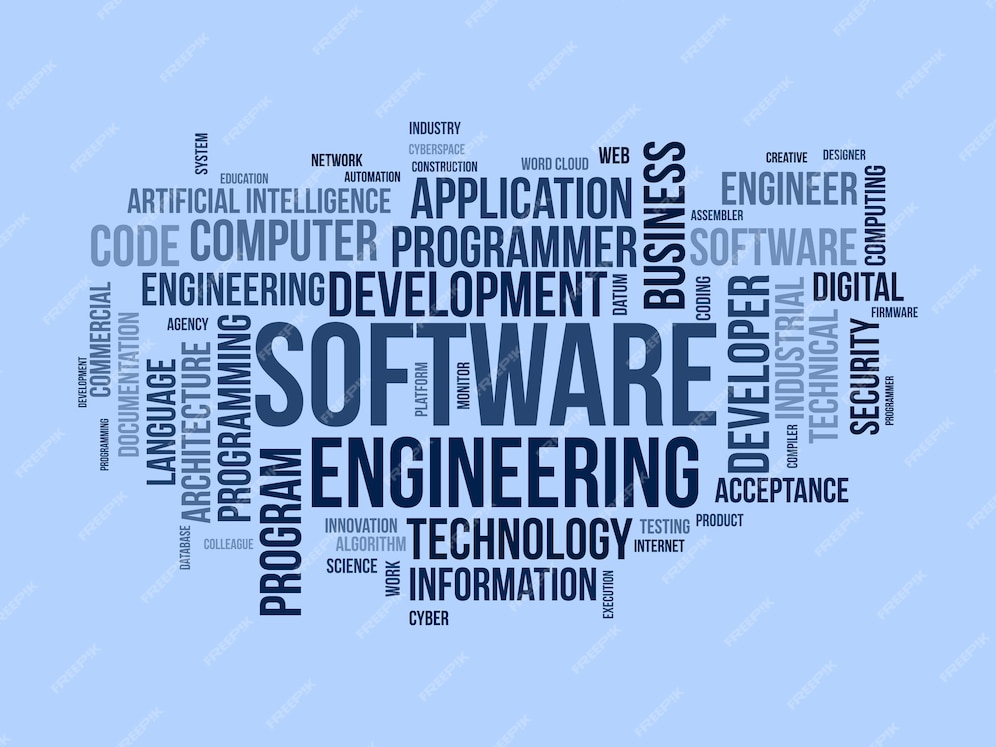 INDUSTRY
CYBERSPACE
SYSTEM
NETWORK
CONSTRUCTION
WORD CLOUD
WEB
BUSINESS
CREATIVE
DESIGNER
EDUCATION
AUTOMATION
ARTIFICIAL INTELLIGENCE
APPLICATION
ENGINEER
COMPUTING
ASSEMBLER
CODE
COMPUTER
PROGRAMMER
SOFTWARE
ENGINEERING
DEVELOPMENT
DATUM
CODING
DEVELOPER
INDUSTRIAL
DIGITAL
FIRMWARE
COMMERCIAL
DOCUMENTATION
AGENCY
SOFTWARE
TECHNICAL
SECURITY
DEVELOPMENT
LANGUAGE
ARCHITECTURE
PROGRAMMING
PLATFORM
MONITOR
PROGRAMMER
PROGRAMMING
COMPILER
ENGINEERING
PROGRAM
ACCEPTANCE
DATABASE
COLLEAGUE
INNOVATION
TECHNOLOGY
TESTING
PRODUCT
ALGORITHM
INTERNET
SCIENCE
WORK
INFORMATION
EXECUTION
CYBER
FREEPIK